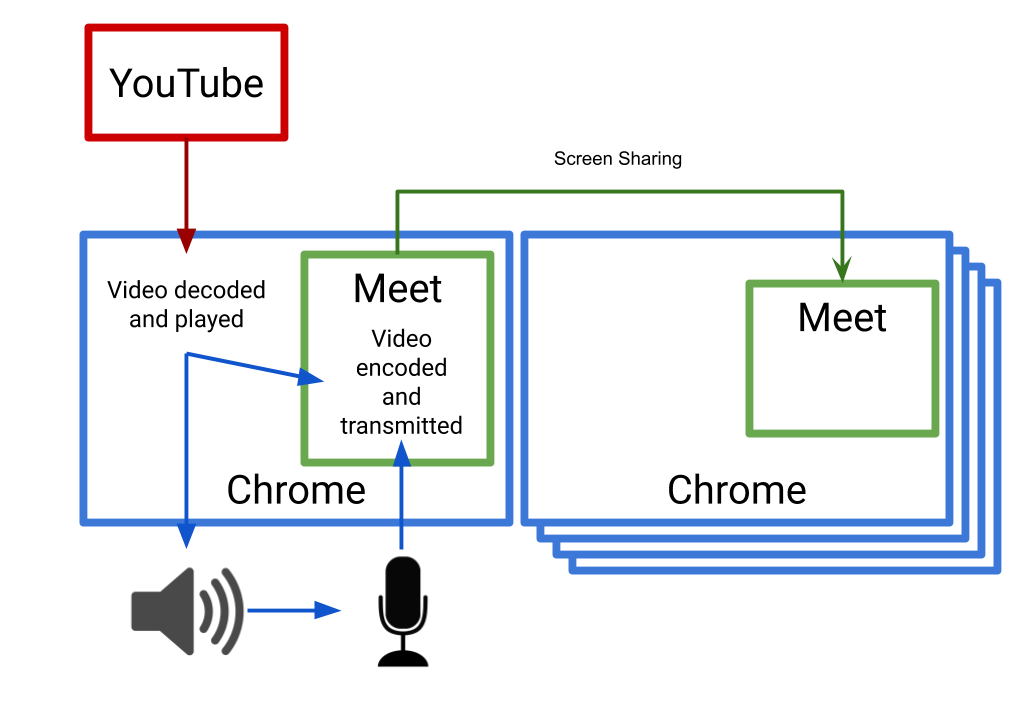 YouTube
Screen Sharing
Video decoded
and played
Meet
Video
encoded
and
transmitted
Chrome
Meet
Chrome